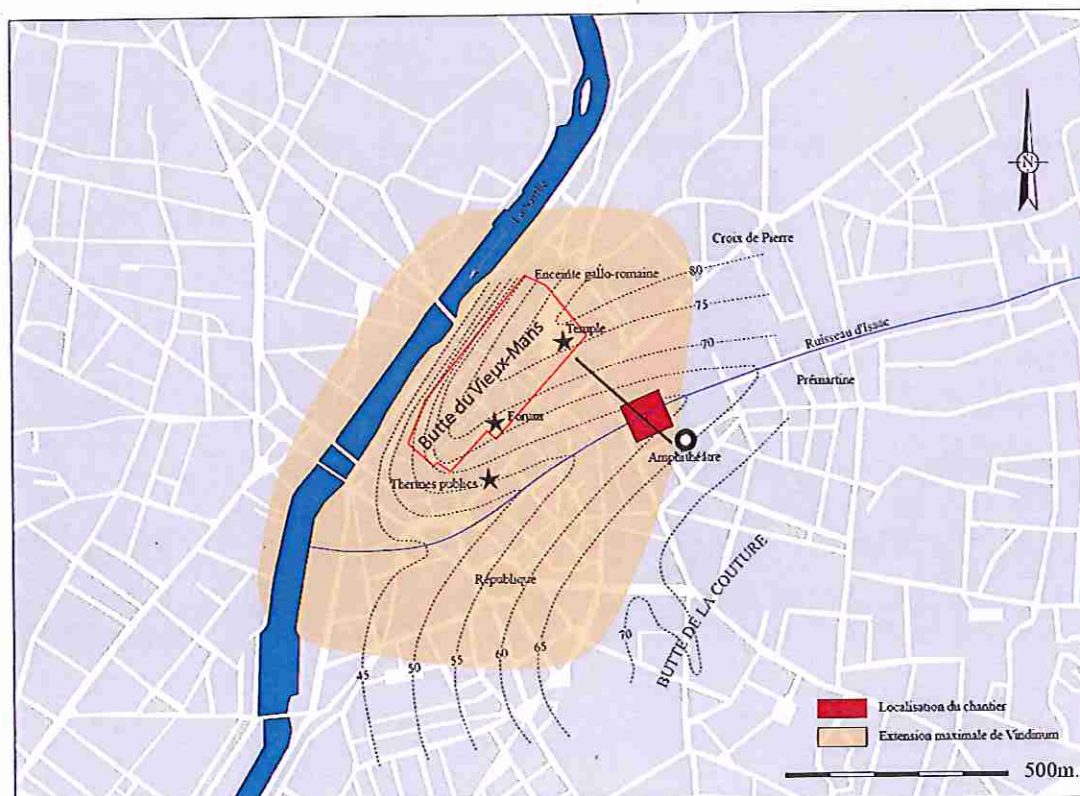 N
La Sarthe
Croix de Pierre
Enceinte gallo-romaine
80
75
Temple
Ruisseau d'Isaac
70
Butte du Vieux-Mans
Prémartine
Forum
Amphithéâtre
Thermes publics
République
BUTTE DE LA COUTURE
70
65
60
55
50
45
Localisation du chantier
Extension maximale de Vindinum
500m.